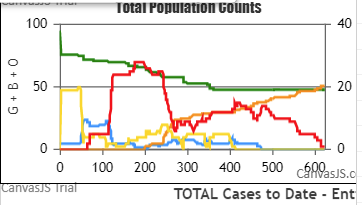 CanvasJS Trial
Total Population Counts
100
40
G + B + O
50
20
0
0
0 100 200 300 400 500 600
CanvasJS.c
CanvasJS Trial
TOTAL Cases to Date - Ent